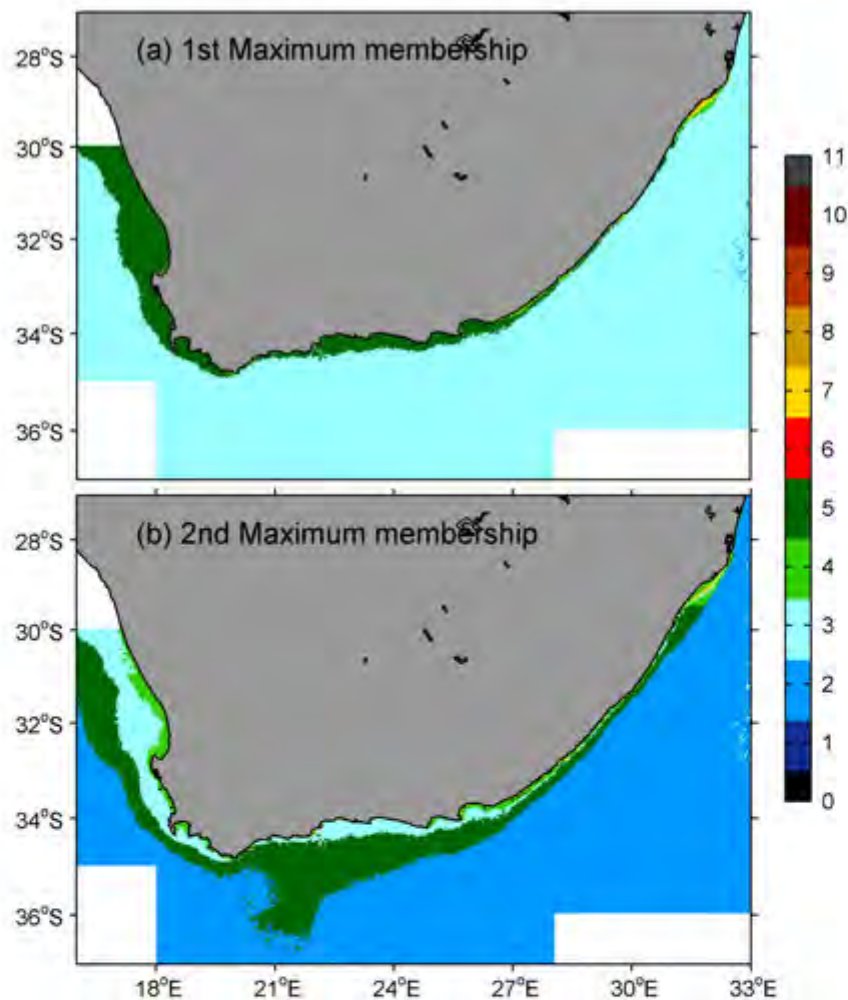 (a) 1st Maximum membership
28°S
30°S
32°S
34°S
36°S
(b) 2nd Maximum membership
28°S
30°S
32°S
34°S
36°S
18°E 21°E 24°E 27°E 30°E 33°E
11
10
9
8
7
6
5
4
3
2
1
0